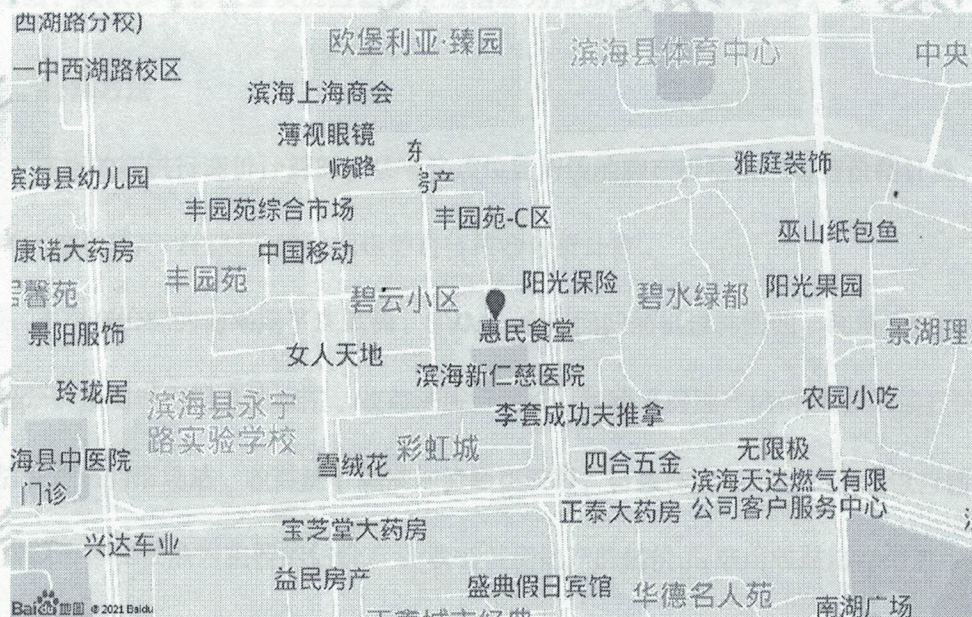 西湖路分校)
欧堡利亚·臻园
滨海县体育中心
中央
一中西湖路校区
滨海上海商会
薄视眼镜
东
雅庭装饰
滨海县幼儿园
房产
丰园苑综合市场
丰园苑-C区
巫山纸包鱼
康诺大药房
中国移动
丰园苑
阳光保险
阳光果园
馨苑
碧云小区
碧水绿都
惠民食堂
景阳服饰
景湖理
女人天地
滨海新仁慈医院
玲珑居
农园小吃
滨海县永宁
路实验学校
李套成功夫推拿
彩虹城
无限极
海县中医院
门诊
雪绒花
四合五金
滨海天达燃气有限
公司客户服务中心
正泰大药房
宝芝堂大药房
兴达车业
益民房产
盛典假日宾馆
华德名人苑
南湖广场
Bai地图 © 2021 Baidu